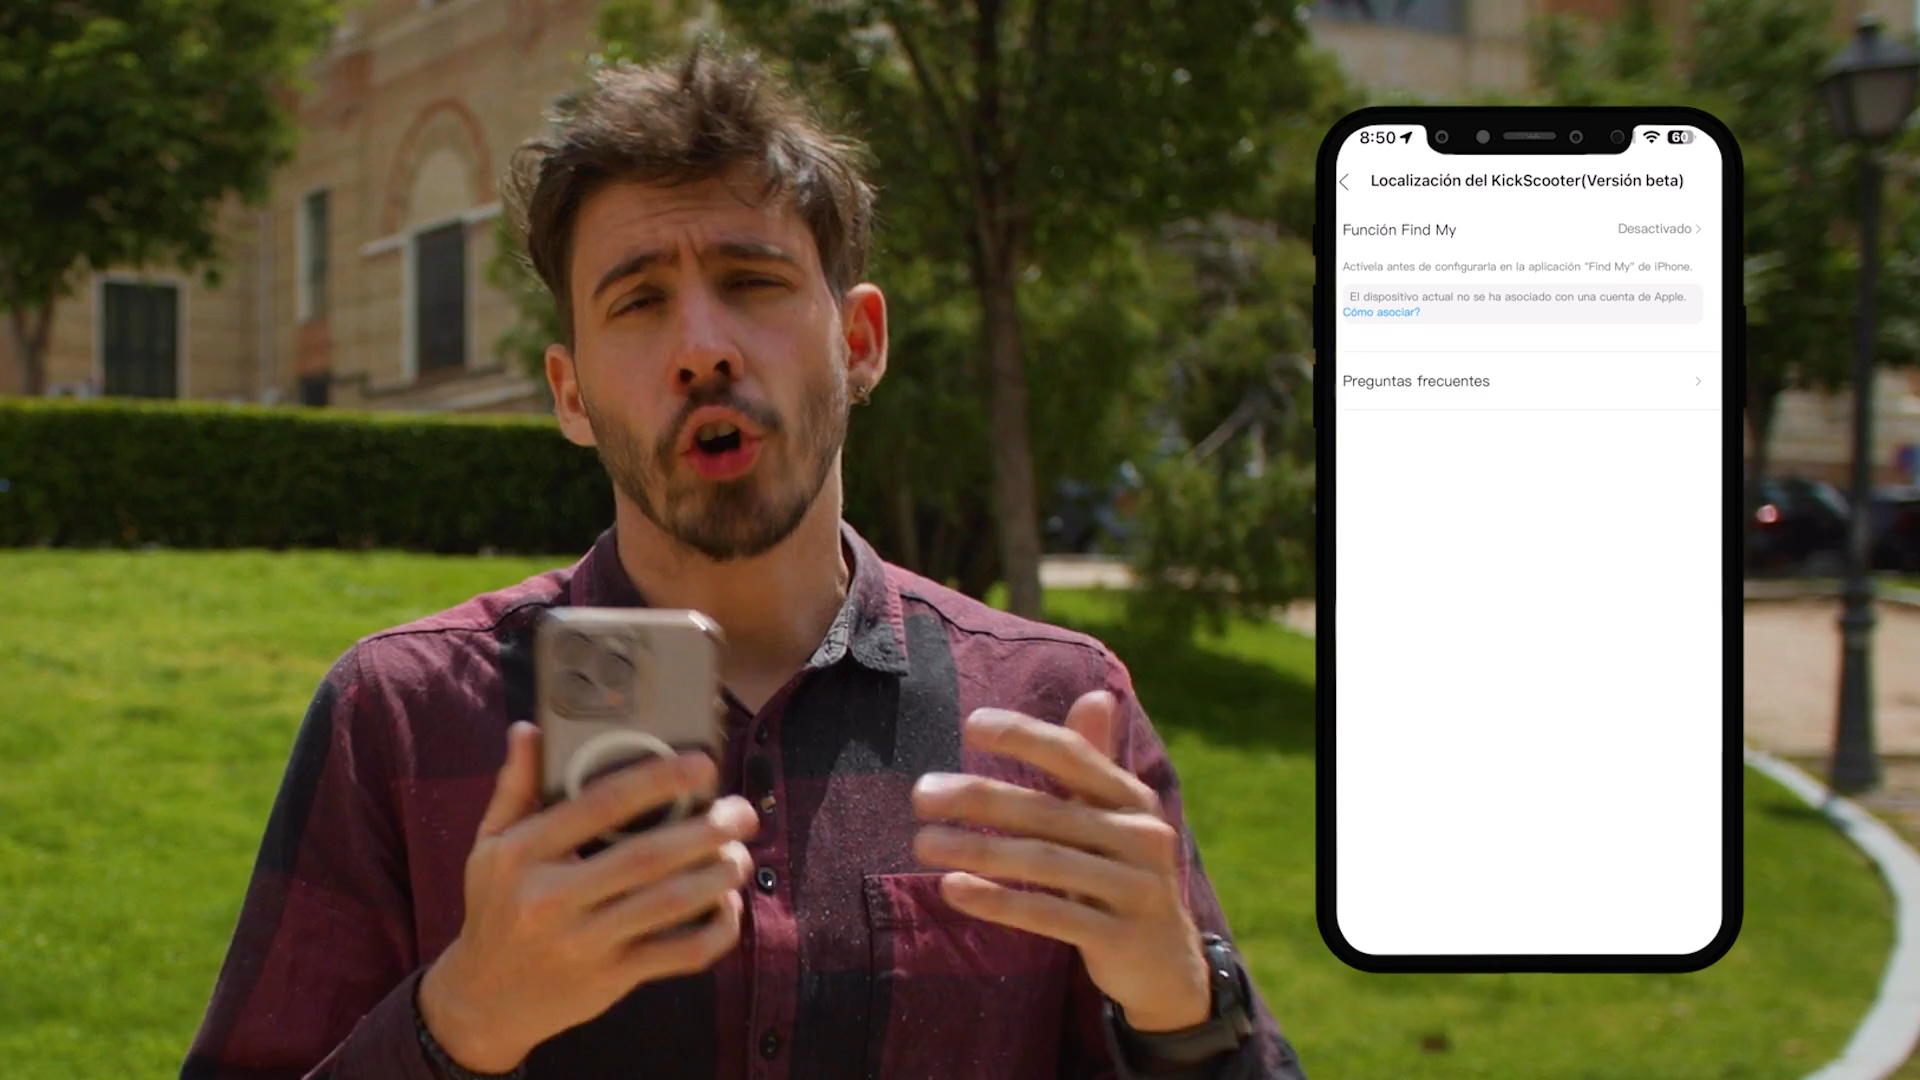 8:50
60
Localización del KickScooter(Versión beta)
Función Find My
Desactivado
Actívela antes de configurarla en la aplicación "Find My" de iPhone.
El dispositivo actual no se ha asociado con una cuenta de Apple.
Cómo asociar?
Preguntas frecuentes